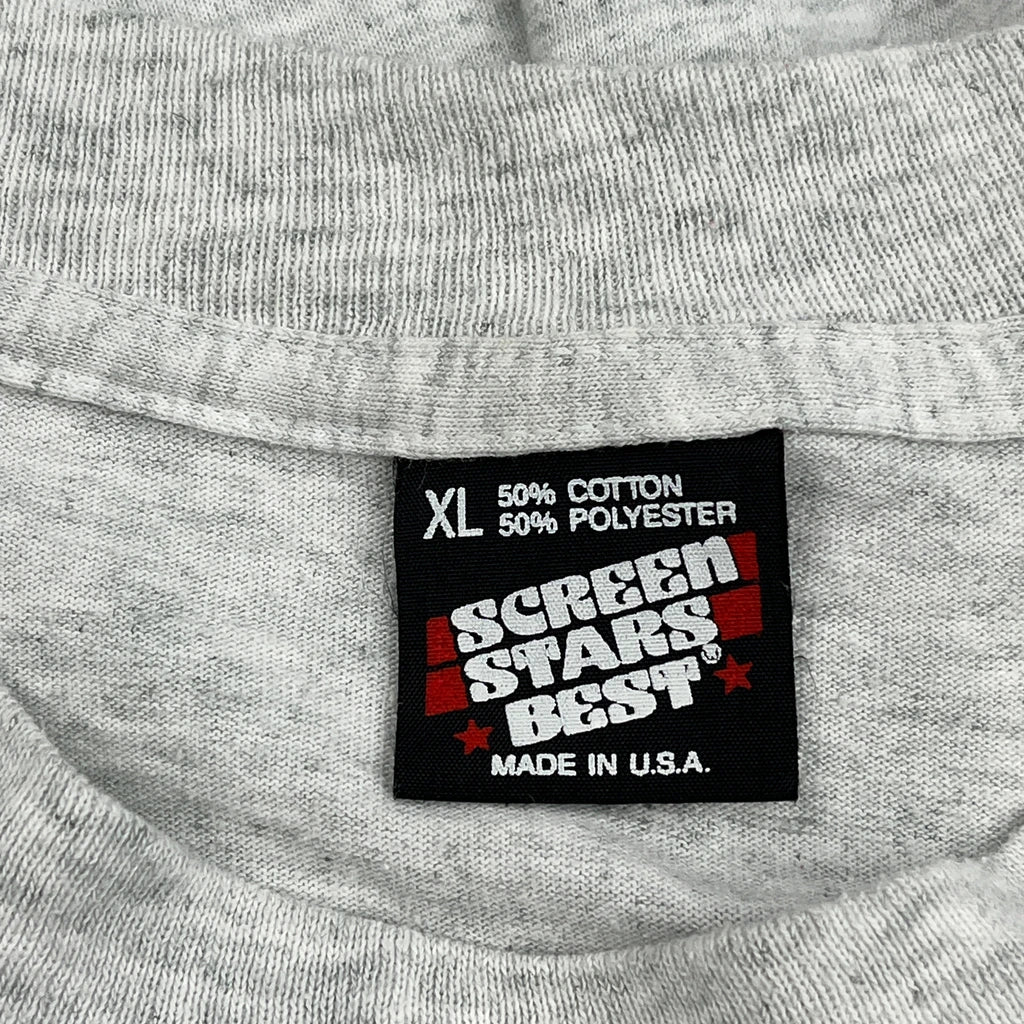 XL 50% COTTON
50% POLYESTER
SCREEN
STARS
BEST®
MADE IN U.S.A.